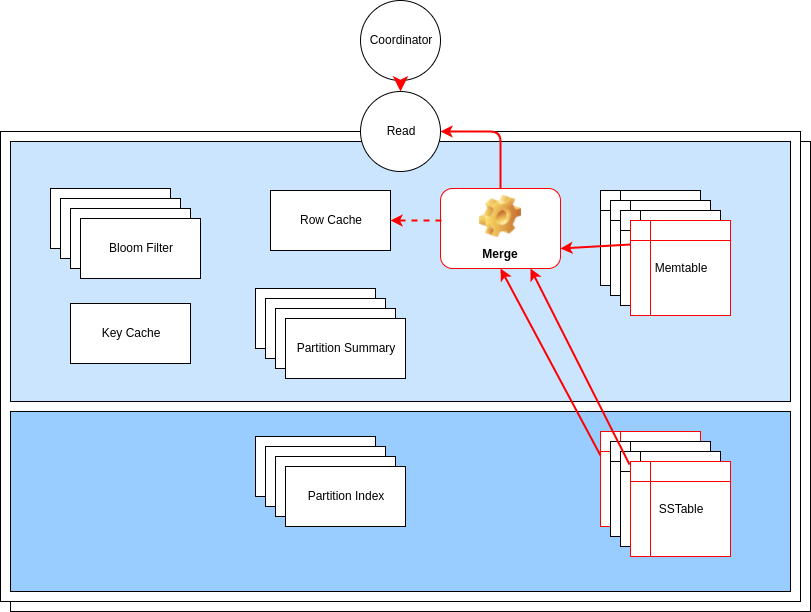 Coordinator
Read
Bloom Filter
Row Cache
Merge
Memtable
Key Cache
Partition Summary
Partition Index
SSTable